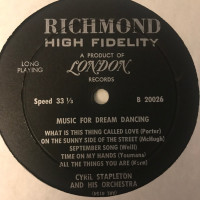 RICHMOND
HIGH FIDELITY
A PRODUCT OF
LONG
PLAYING
LONDON
RECORDS
Speed 33 ⅓
B 20026
MUSIC FOR DREAM DANCING
WHAT IS THIS THING CALLED LOVE (Porter)
ON THE SUNNY SIDE OF THE STREET (McHugh)
SEPTEMBER SONG (Weill)
TIME ON MY HANDS (Youmans)
ALL THE THINGS YOU ARE (Kern)
CYRIL STAPLETON
AND HIS ORCHESTRA